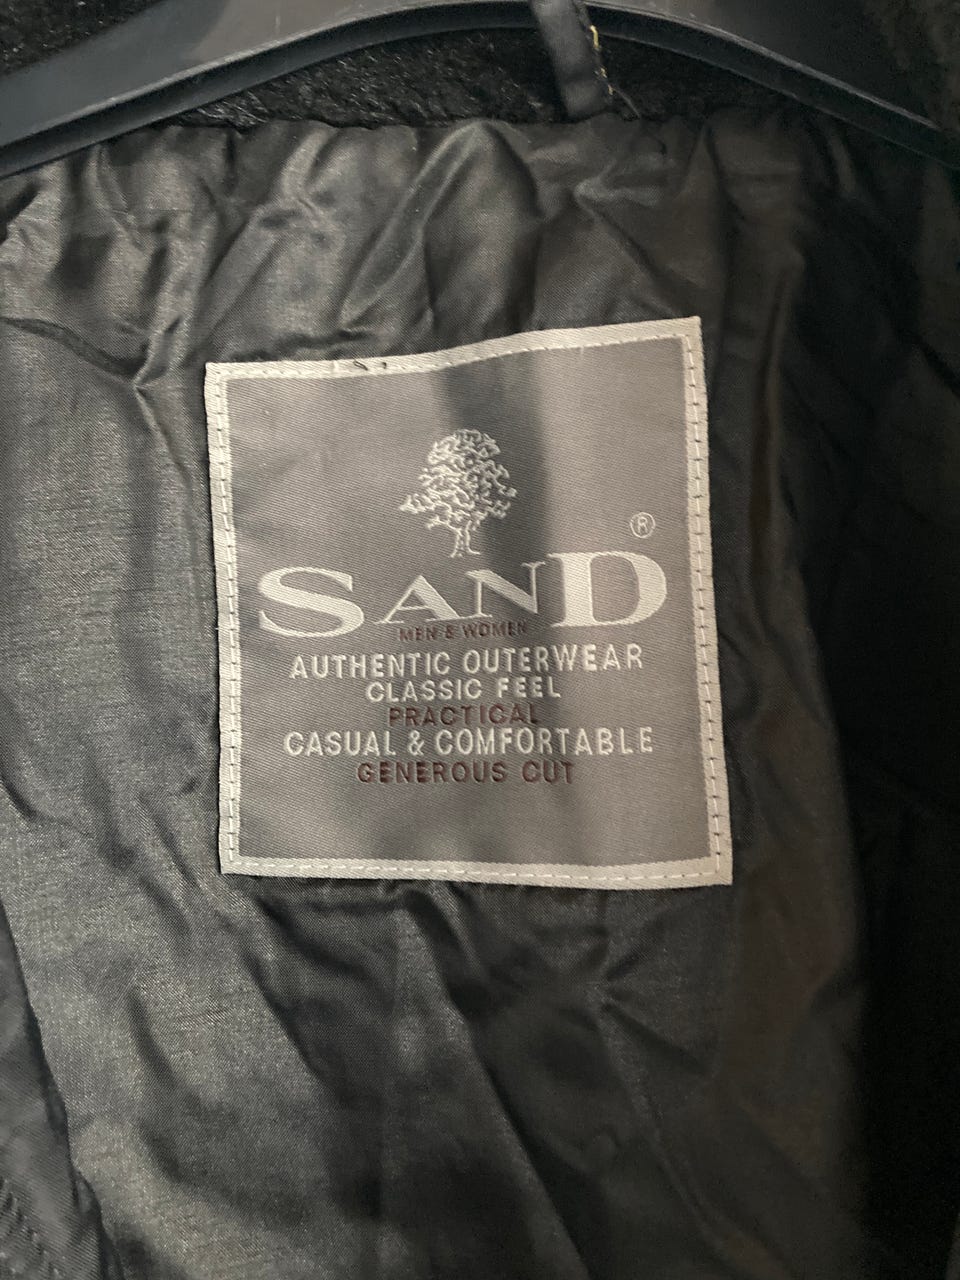 SAND ®
MEN & WOMEN
AUTHENTIC OUTERWEAR
CLASSIC FEEL
PRACTICAL
CASUAL & COMFORTABLE
GENEROUS CUT